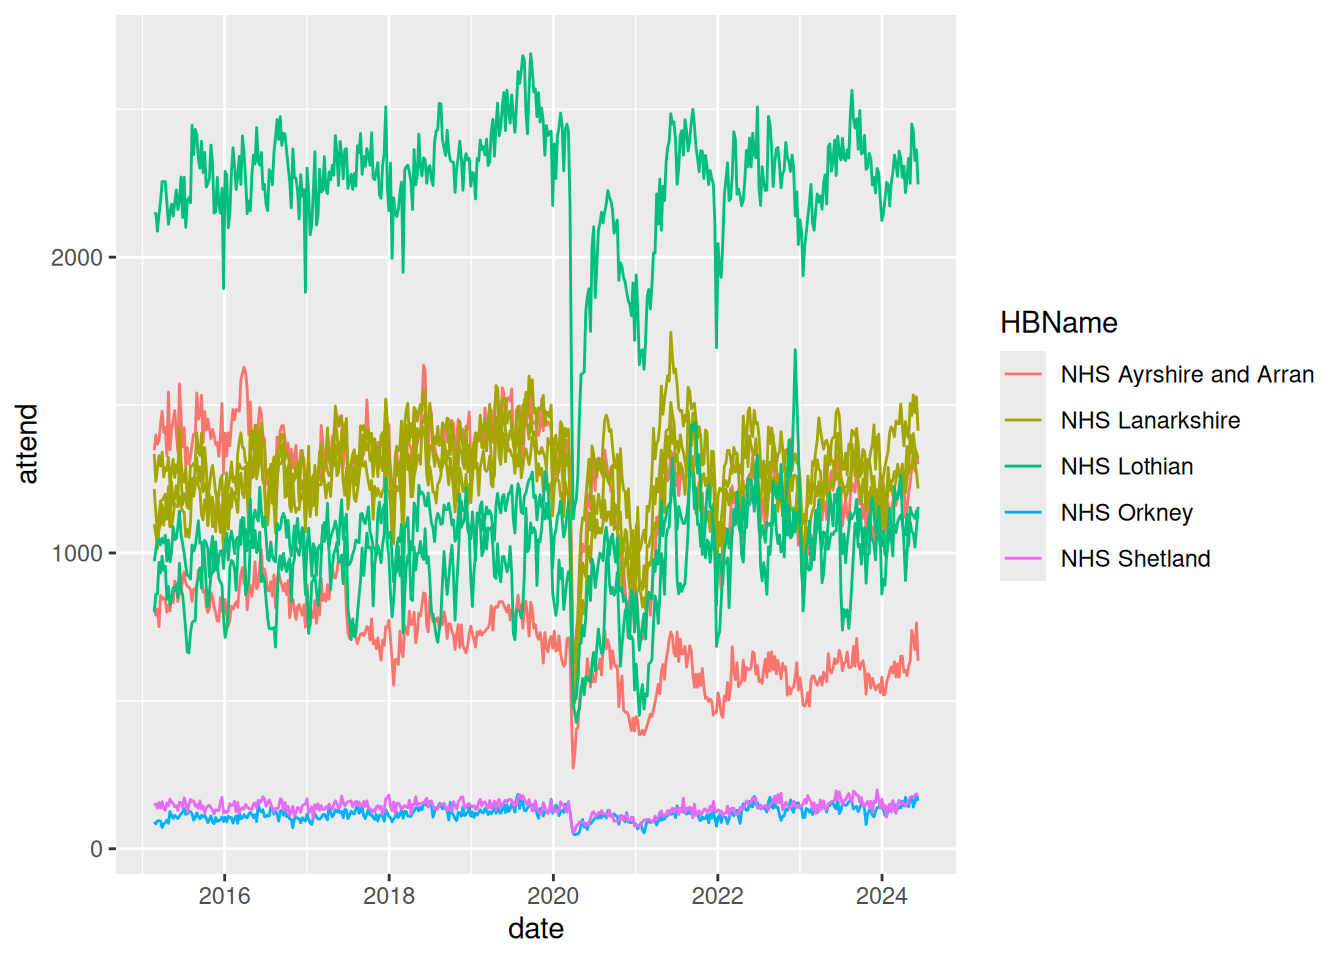 attend
2000
1000
0
2016 2018 2020 2022 2024
date
HBName
NHS Ayrshire and Arran
NHS Lanarkshire
NHS Lothian
NHS Orkney
NHS Shetland